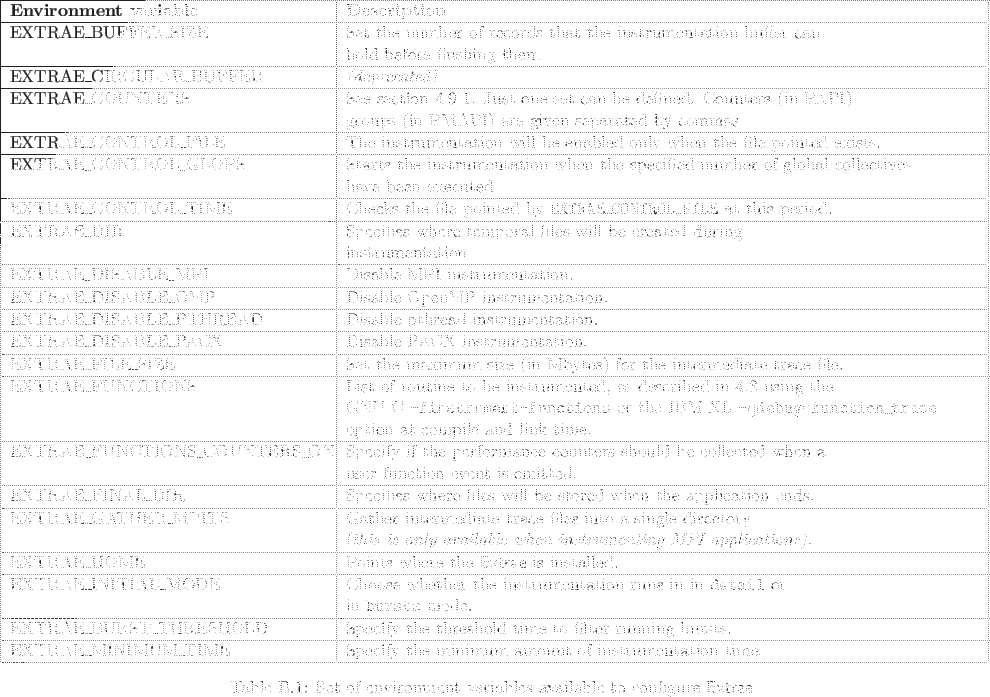 Environment variable Description
EXTRAE_BUFFER_SIZE Set the number of records that the instrumentation buffer can
hold before flushing them.
EXTRAE_CIRCULAR_BUFFER (deprecated)
EXTRAE_COUNTERS See section 4.9.1. Just one set can be defined. Counters (in PAPI)
groups (in PMAPI) are given separated by commas
EXTRAE_CONTROL_FILE The instrumentation will be enabled only when the file pointed exists.
EXTRAE_CONTROL_GLOPS Starts the instrumentation when the specified number of global collectives
have been executed
EXTRAE_CONTROL_TIME Checks the file pointed by EXTRAE_CONTROL_FILE at this period.
EXTRAE_DIR Specifies where temporal files will be created during
instrumentation
EXTRAE_DISABLE_MPI Disable MPI instrumentation.
EXTRAE_DISABLE_OMP Disable OpenMP instrumentation.
EXTRAE_DISABLE_PTHREAD Disable pthread instrumentation.
EXTRAE_DISABLE_PACX Disable PACX instrumentation.
EXTRAE_FILE_SIZE Set the maximum size (in Mbytes) for the intermediate trace file.
EXTRAE_FUNCTIONS List of routine to be instrumented, as described in 4.3 using the
GNU C -finstrument-functions or the IBM XL -qdebug=function_trace
option at compile and link time.
EXTRAE_FUNCTIONS_COUNTERS_ON Specify if the performance counters should be collected when a
user function event is emitted.
EXTRAE_FINAL_DIR Specifies where files will be stored when the application ends.
EXTRAE_GATHER_MPITS Gather intermediate trace files into a single directory
(this is only available when instrumenting MPI applications).
EXTRAE_HOME Points where the Extrae is installed.
EXTRAE_INITIAL_MODE Choose whether the instrumentation runs in in detail or
in bursts mode.
EXTRAE_BURST_THRESHOLD Specify the threshold time to filter running bursts.
EXTRAE_MINIMUM_TIME Specify the minimum amount of instrumentation time
Table B.1: Set of environment variables available to configure Extrae